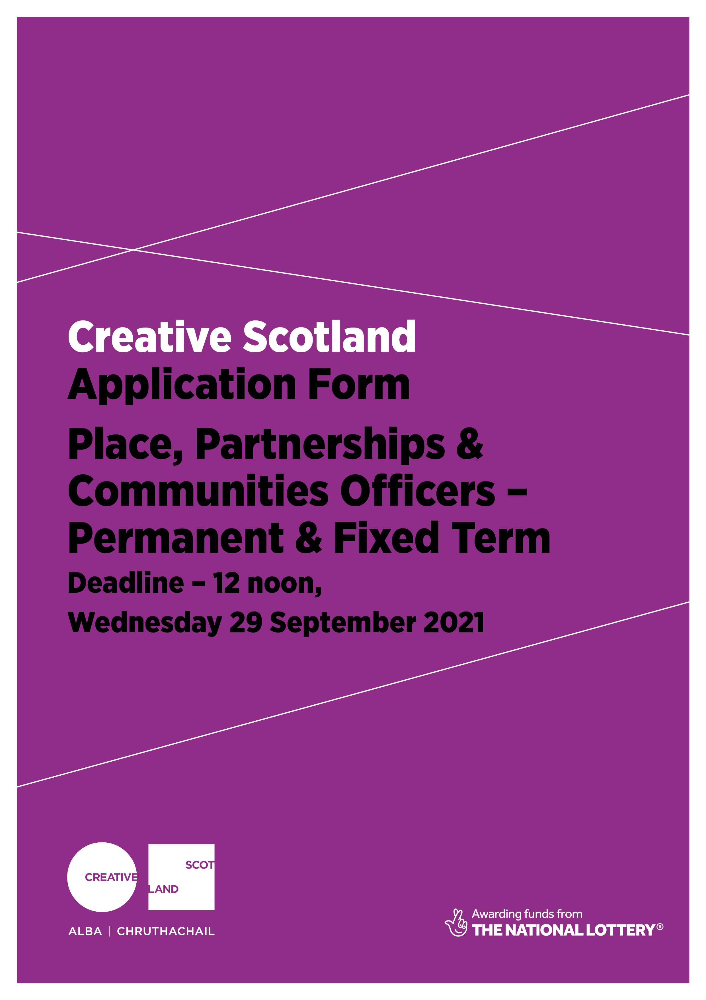 Creative Scotland
Application Form
Place, Partnerships &
Communities Officers –
Permanent & Fixed Term
Deadline – 12 noon,
Wednesday 29 September 2021
CREATIVE
SCOT
LAND
ALBA | CHRUTHACHAIL
Awarding funds from
THE NATIONAL LOTTERY®